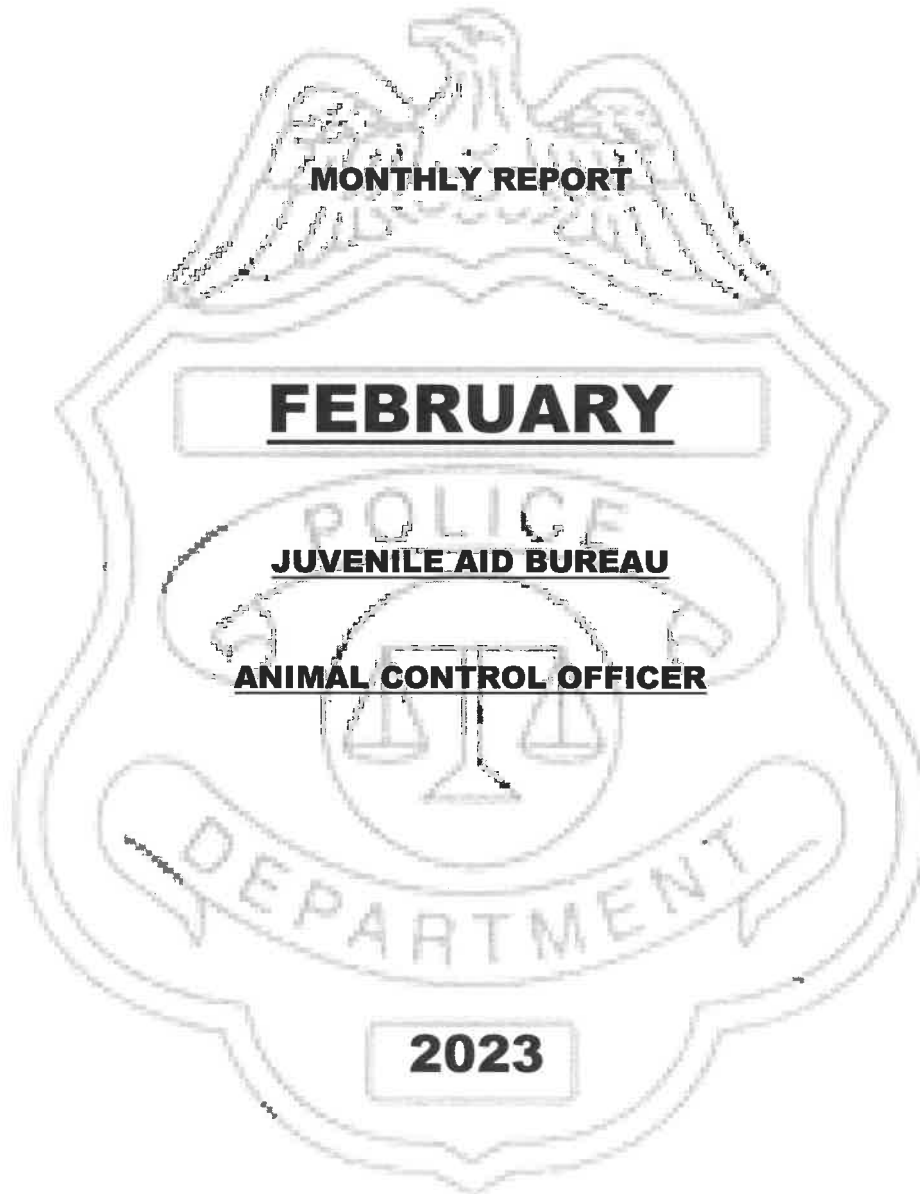 MONTHLY REPORT
FEBRUARY
POLICE
JUVENILE AID BUREAU
ANIMAL CONTROL OFFICER
DEPARTMENT
2023